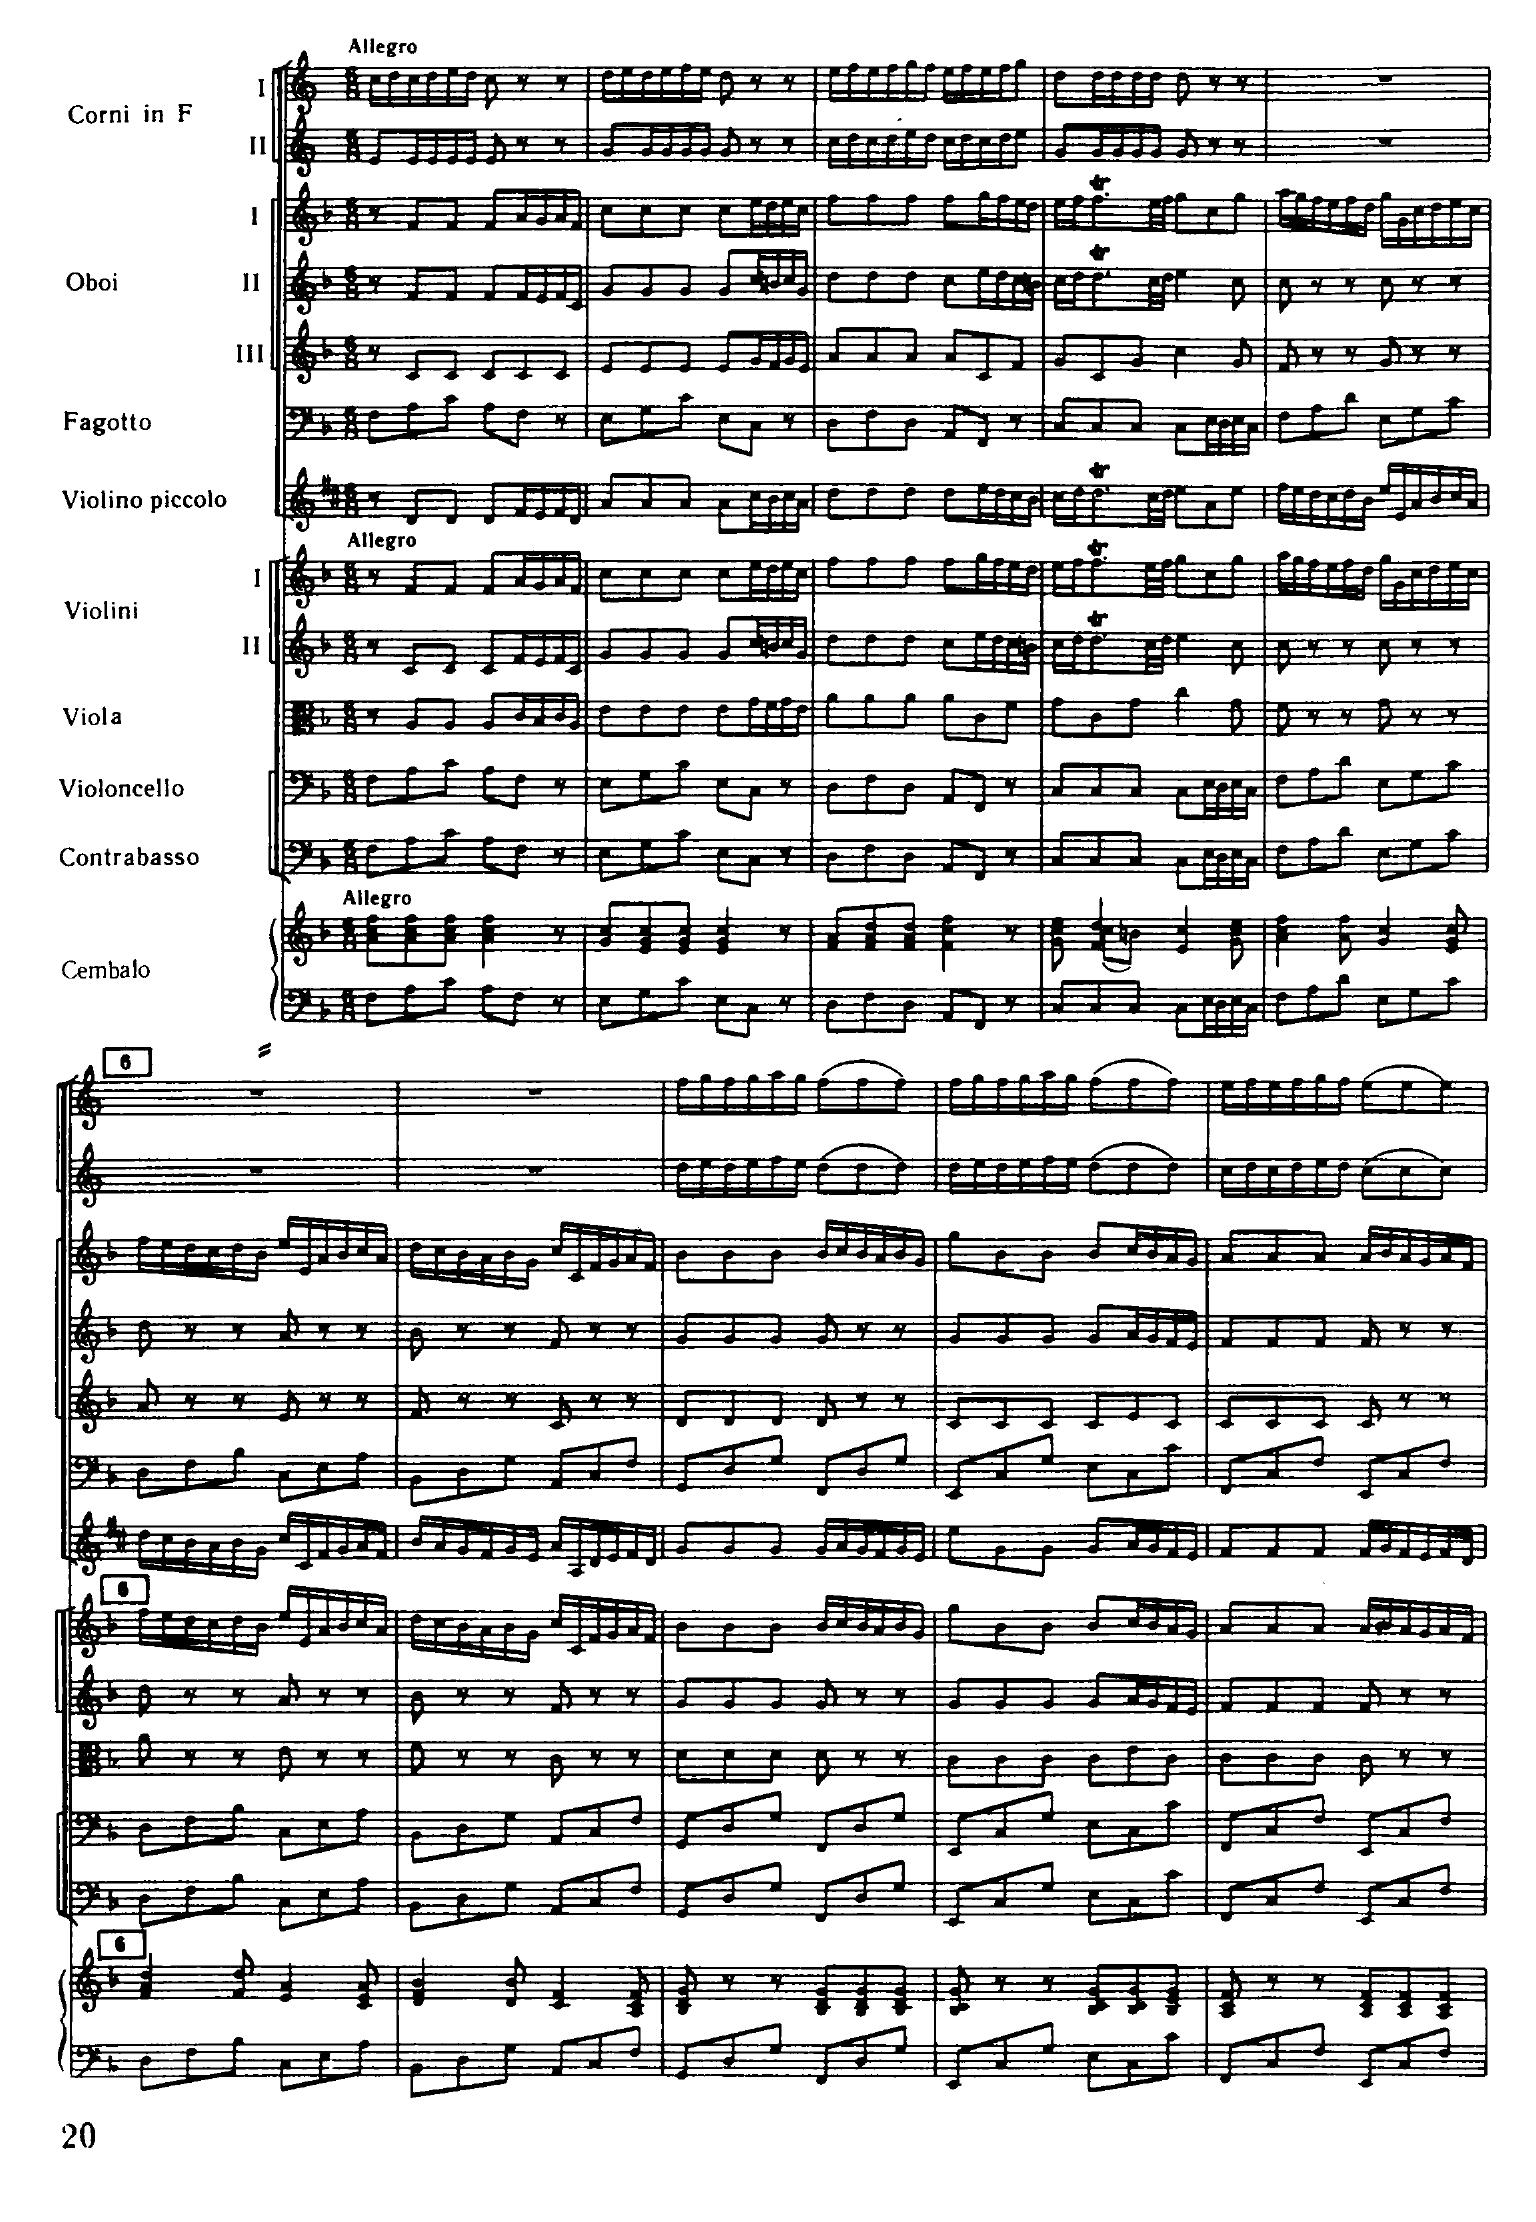 Allegro
Corni in F
I
II
Oboi
I
II
III
Fagotto
Violino piccolo
Allegro
Violini
I
II
Viola
Violoncello
Contrabasso
Allegro
Cembalo
6
6
6
20